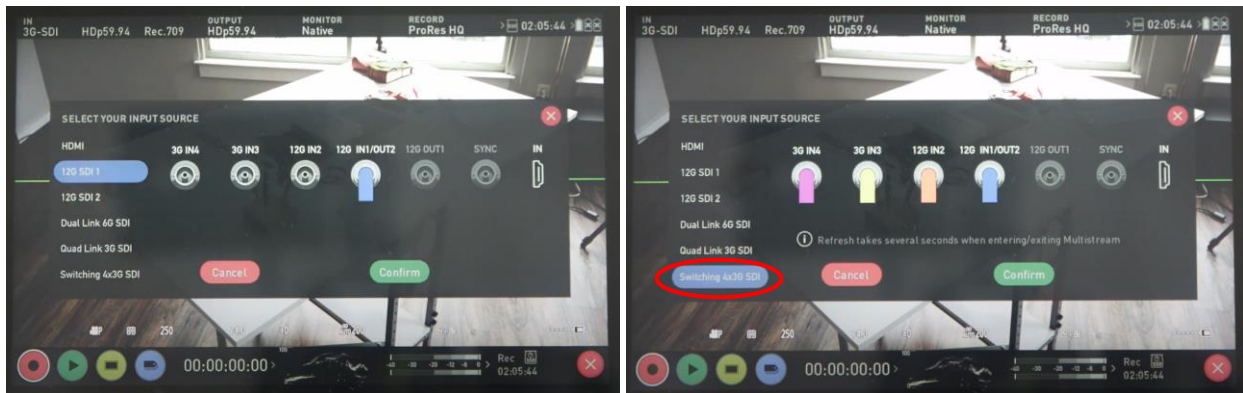 IN OUTPUT MONITOR RECORD
3G-SDI HDp59.94 Rec.709 HDp59.94 Native ProRes HQ 02:05:44
SELECT YOUR INPUT SOURCE
HDMI
3G IN4 3G IN3 12G IN2 12G IN1/OUT2 12G OUT1 SYNC IN
12G SDI 1
12G SDI 2
Dual Link 6G SDI
Quad Link 3G SDI
Switching 4x3G SDI
Cancel Confirm
250
00:00:00:00
Rec
02:05:44
IN OUTPUT MONITOR RECORD
3G-SDI HDp59.94 Rec.709 HDp59.94 Native ProRes HQ 02:05:44
SELECT YOUR INPUT SOURCE
HDMI
3G IN4 3G IN3 12G IN2 12G IN1/OUT2 12G OUT1 SYNC IN
12G SDI 1
12G SDI 2
Dual Link 6G SDI
Refresh takes several seconds when entering/exiting Multistream
Quad Link 3G SDI
Switching 4x3G SDI
Cancel Confirm
250
00:00:00:00
Rec
02:05:44